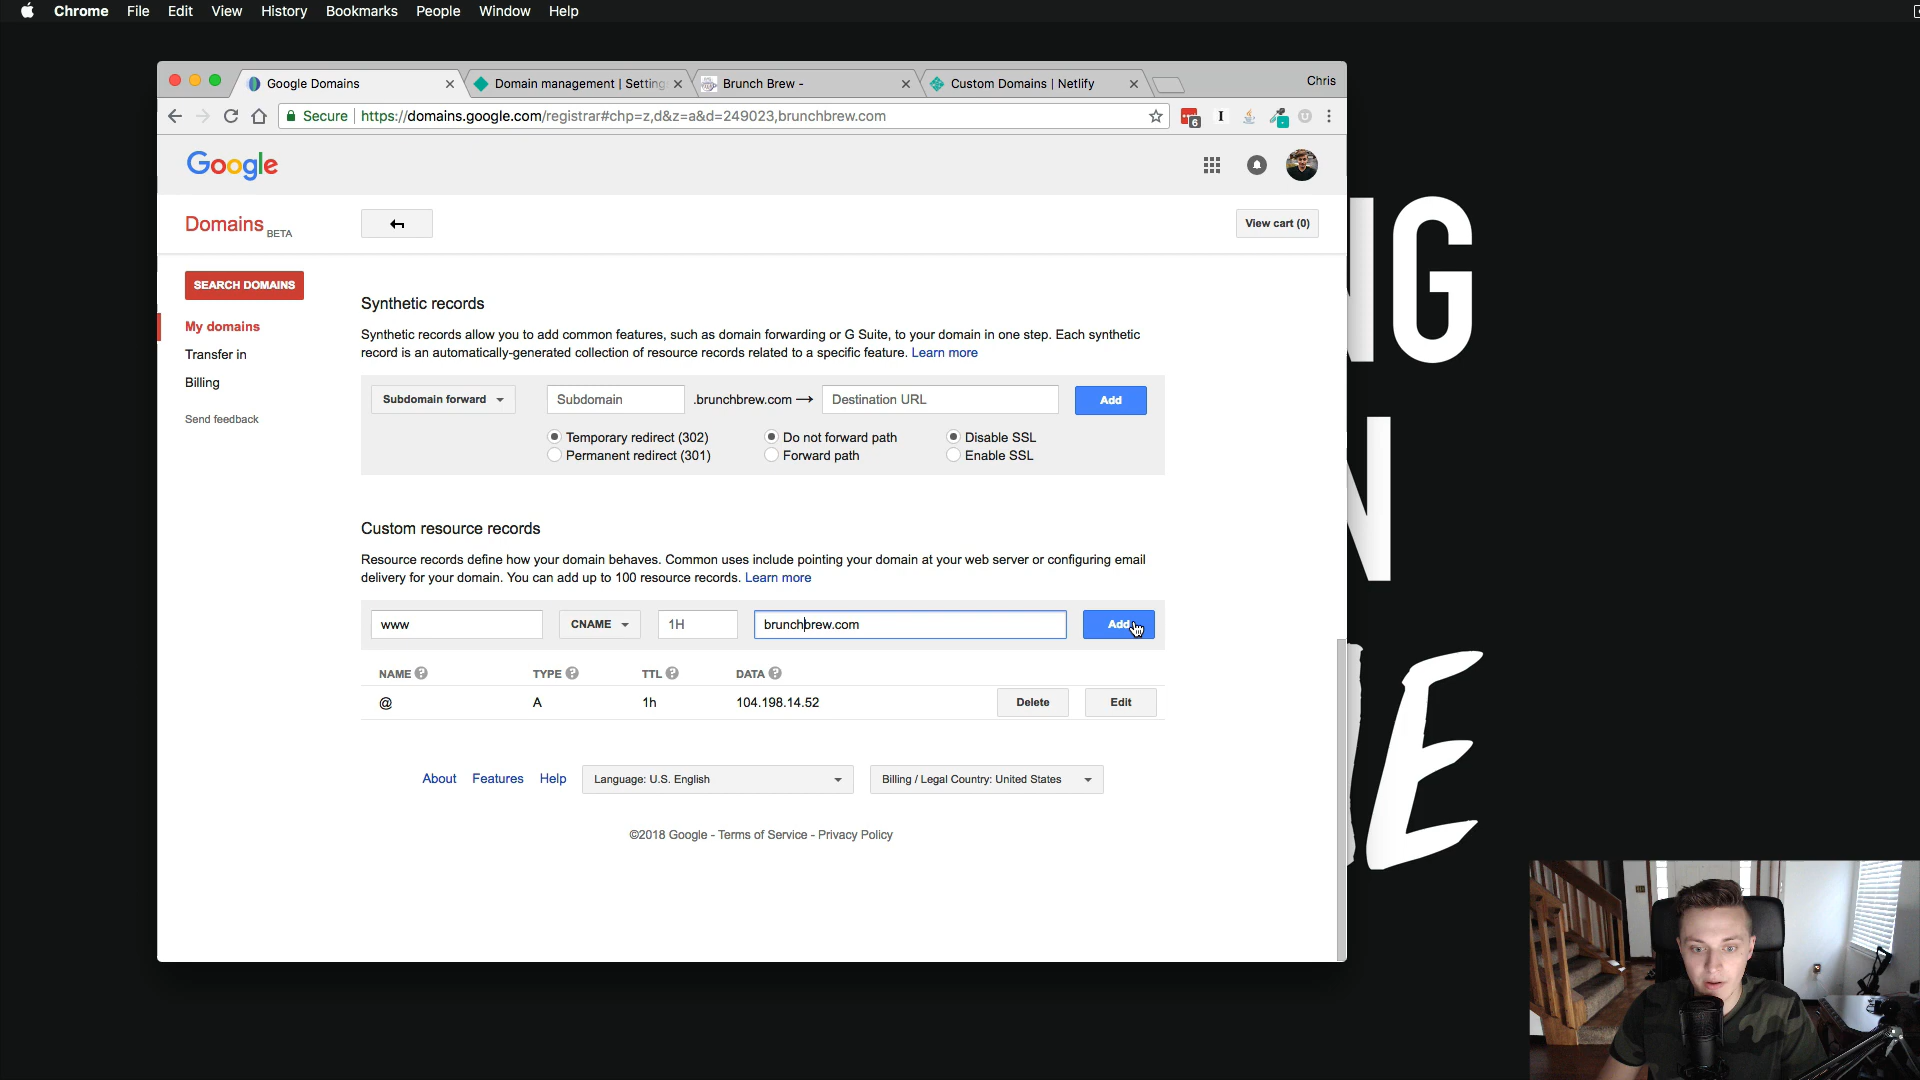 Chrome File Edit View History Bookmarks People Window Help
Google Domains
Domain management | Setting
Brunch Brew -
Custom Domains | Netlify
Chris
Secure https://domains.google.com/registrar#chp=z,d&z=a&d=249023,brunchbrew.com
6
Google
Domains BETA
View cart (0)
SEARCH DOMAINS
My domains
Transfer in
Billing
Send feedback
Synthetic records
Synthetic records allow you to add common features, such as domain forwarding or G Suite, to your domain in one step. Each synthetic
record is an automatically-generated collection of resource records related to a specific feature. Learn more
Subdomain forward Subdomain .brunchbrew.com → Destination URL Add
Temporary redirect (302) Do not forward path Disable SSL
Permanent redirect (301) Forward path Enable SSL
Custom resource records
Resource records define how your domain behaves. Common uses include pointing your domain at your web server or configuring email
delivery for your domain. You can add up to 100 resource records. Learn more
www CNAME 1H brunchbrew.com Add
NAME TYPE TTL DATA
@ A 1h 104.198.14.52 Delete Edit
About Features Help Language: U.S. English Billing / Legal Country: United States
©2018 Google - Terms of Service - Privacy Policy
NG
N
E